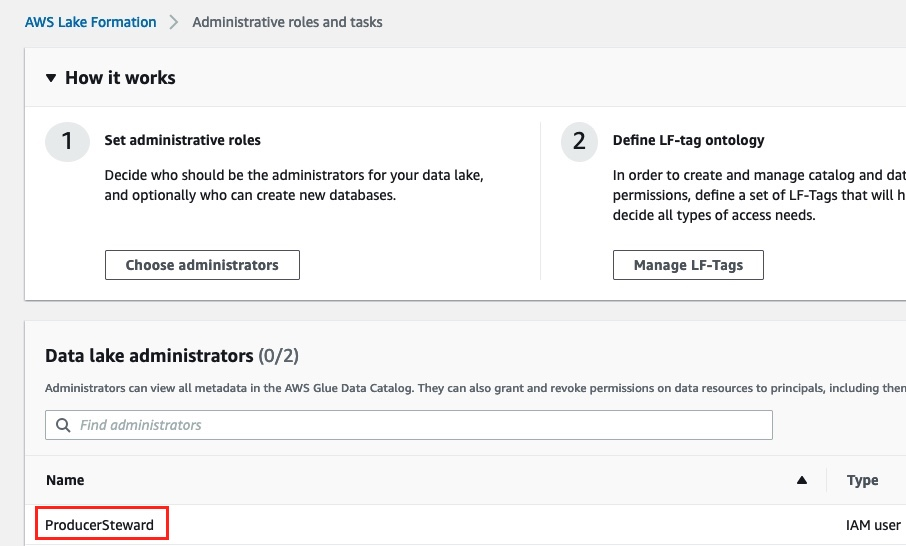 AWS Lake Formation > Administrative roles and tasks
▼ How it works
1
Set administrative roles
Decide who should be the administrators for your data lake,
and optionally who can create new databases.
Choose administrators
2
Define LF-tag ontology
In order to create and manage catalog and dat
permissions, define a set of LF-Tags that will h
decide all types of access needs.
Manage LF-Tags
Data lake administrators (0/2)
Administrators can view all metadata in the AWS Glue Data Catalog. They can also grant and revoke permissions on data resources to principals, including then
Find administrators
Name ▲ Type
ProducerSteward IAM user